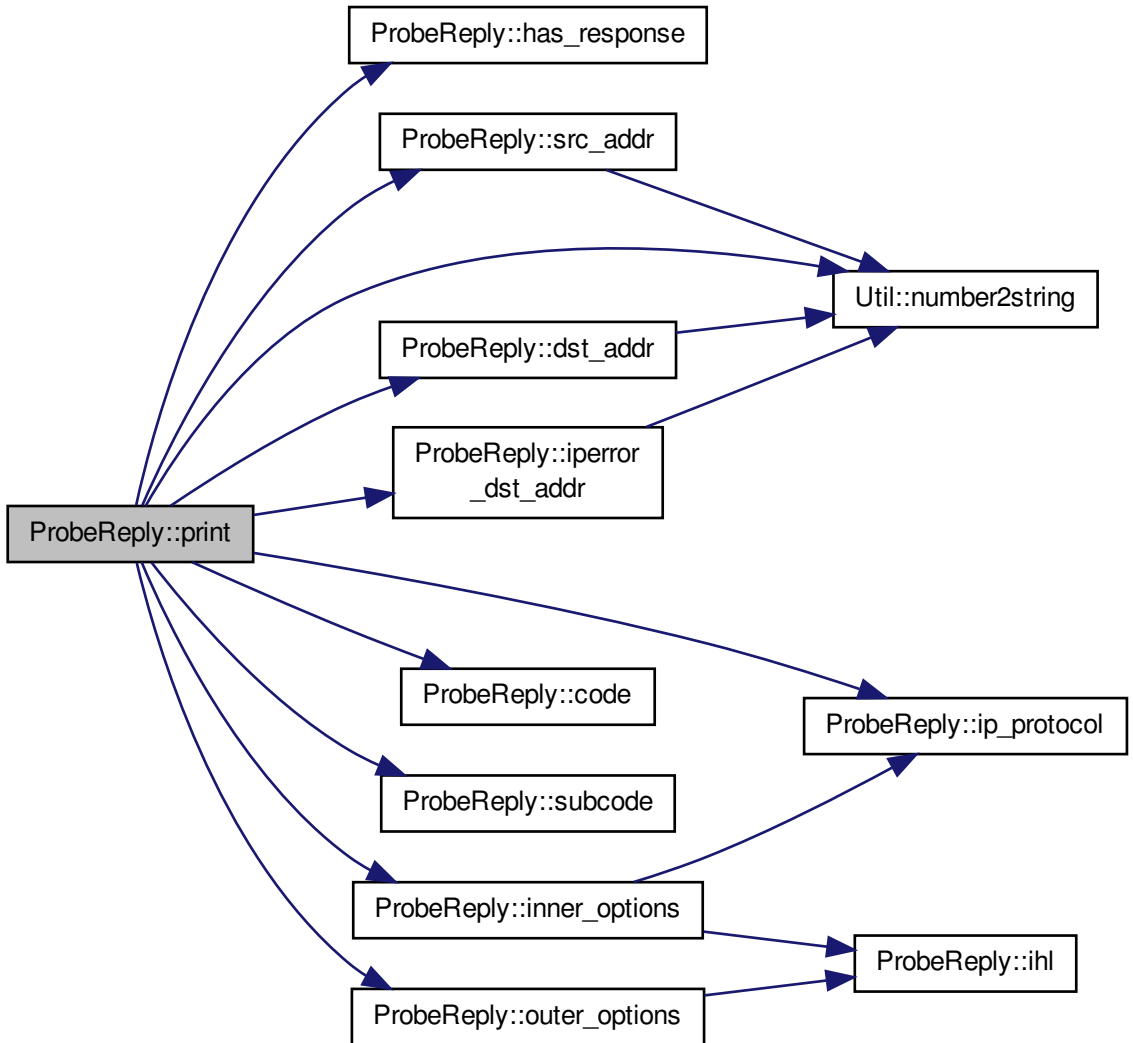 ProbeReply::has_response
ProbeReply::src_addr
Util::number2string
ProbeReply::dst_addr
ProbeReply::iperror
_dst_addr
ProbeReply::print
ProbeReply::code
ProbeReply::ip_protocol
ProbeReply::subcode
ProbeReply::inner_options
ProbeReply::ihl
ProbeReply::outer_options